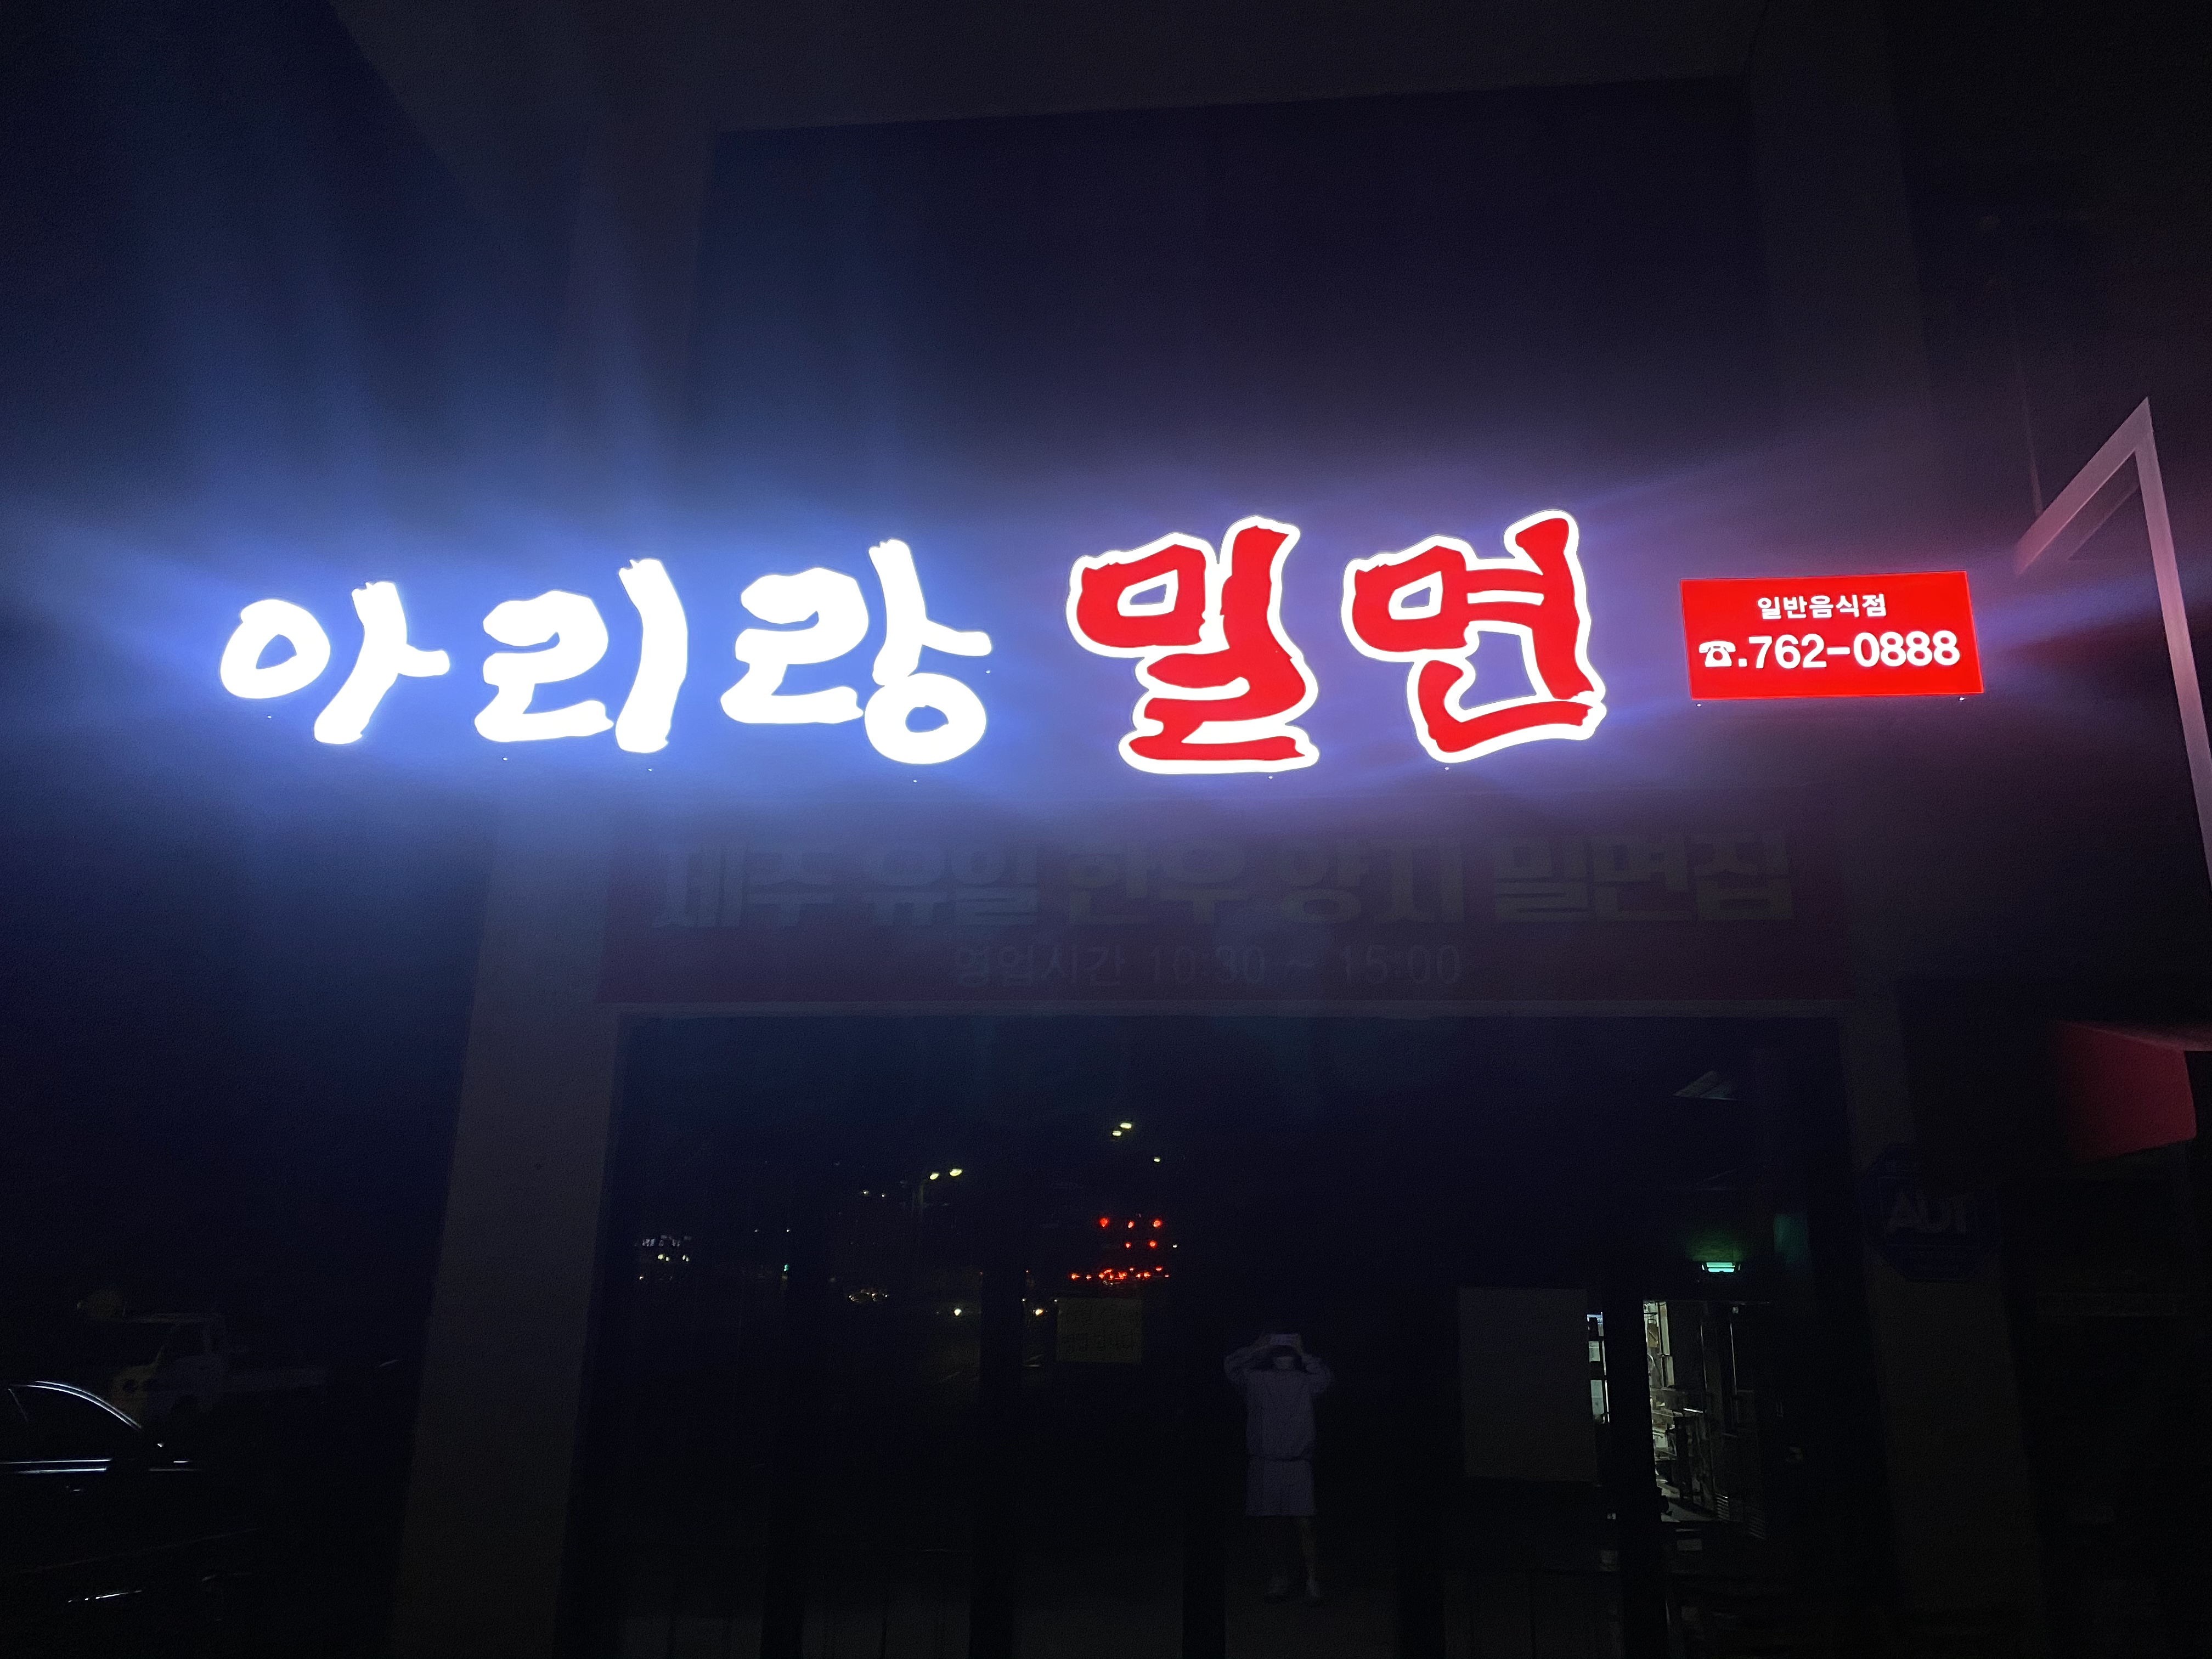 아리랑 밀면
일반음식점
☎.762-0888
제주 유일 한우 양지 밀면집
영업시간 10:30 ~ 15:00